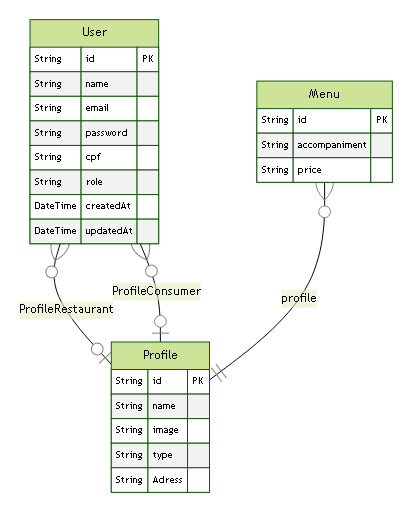 User
String id PK
String name
String email
String password
String cpf
String role
DateTime createdAt
DateTime updatedAt
Menu
String id PK
String accompaniment
String price
ProfileRestaurant
ProfileConsumer
profile
Profile
String id PK
String name
String image
String type
String Adress